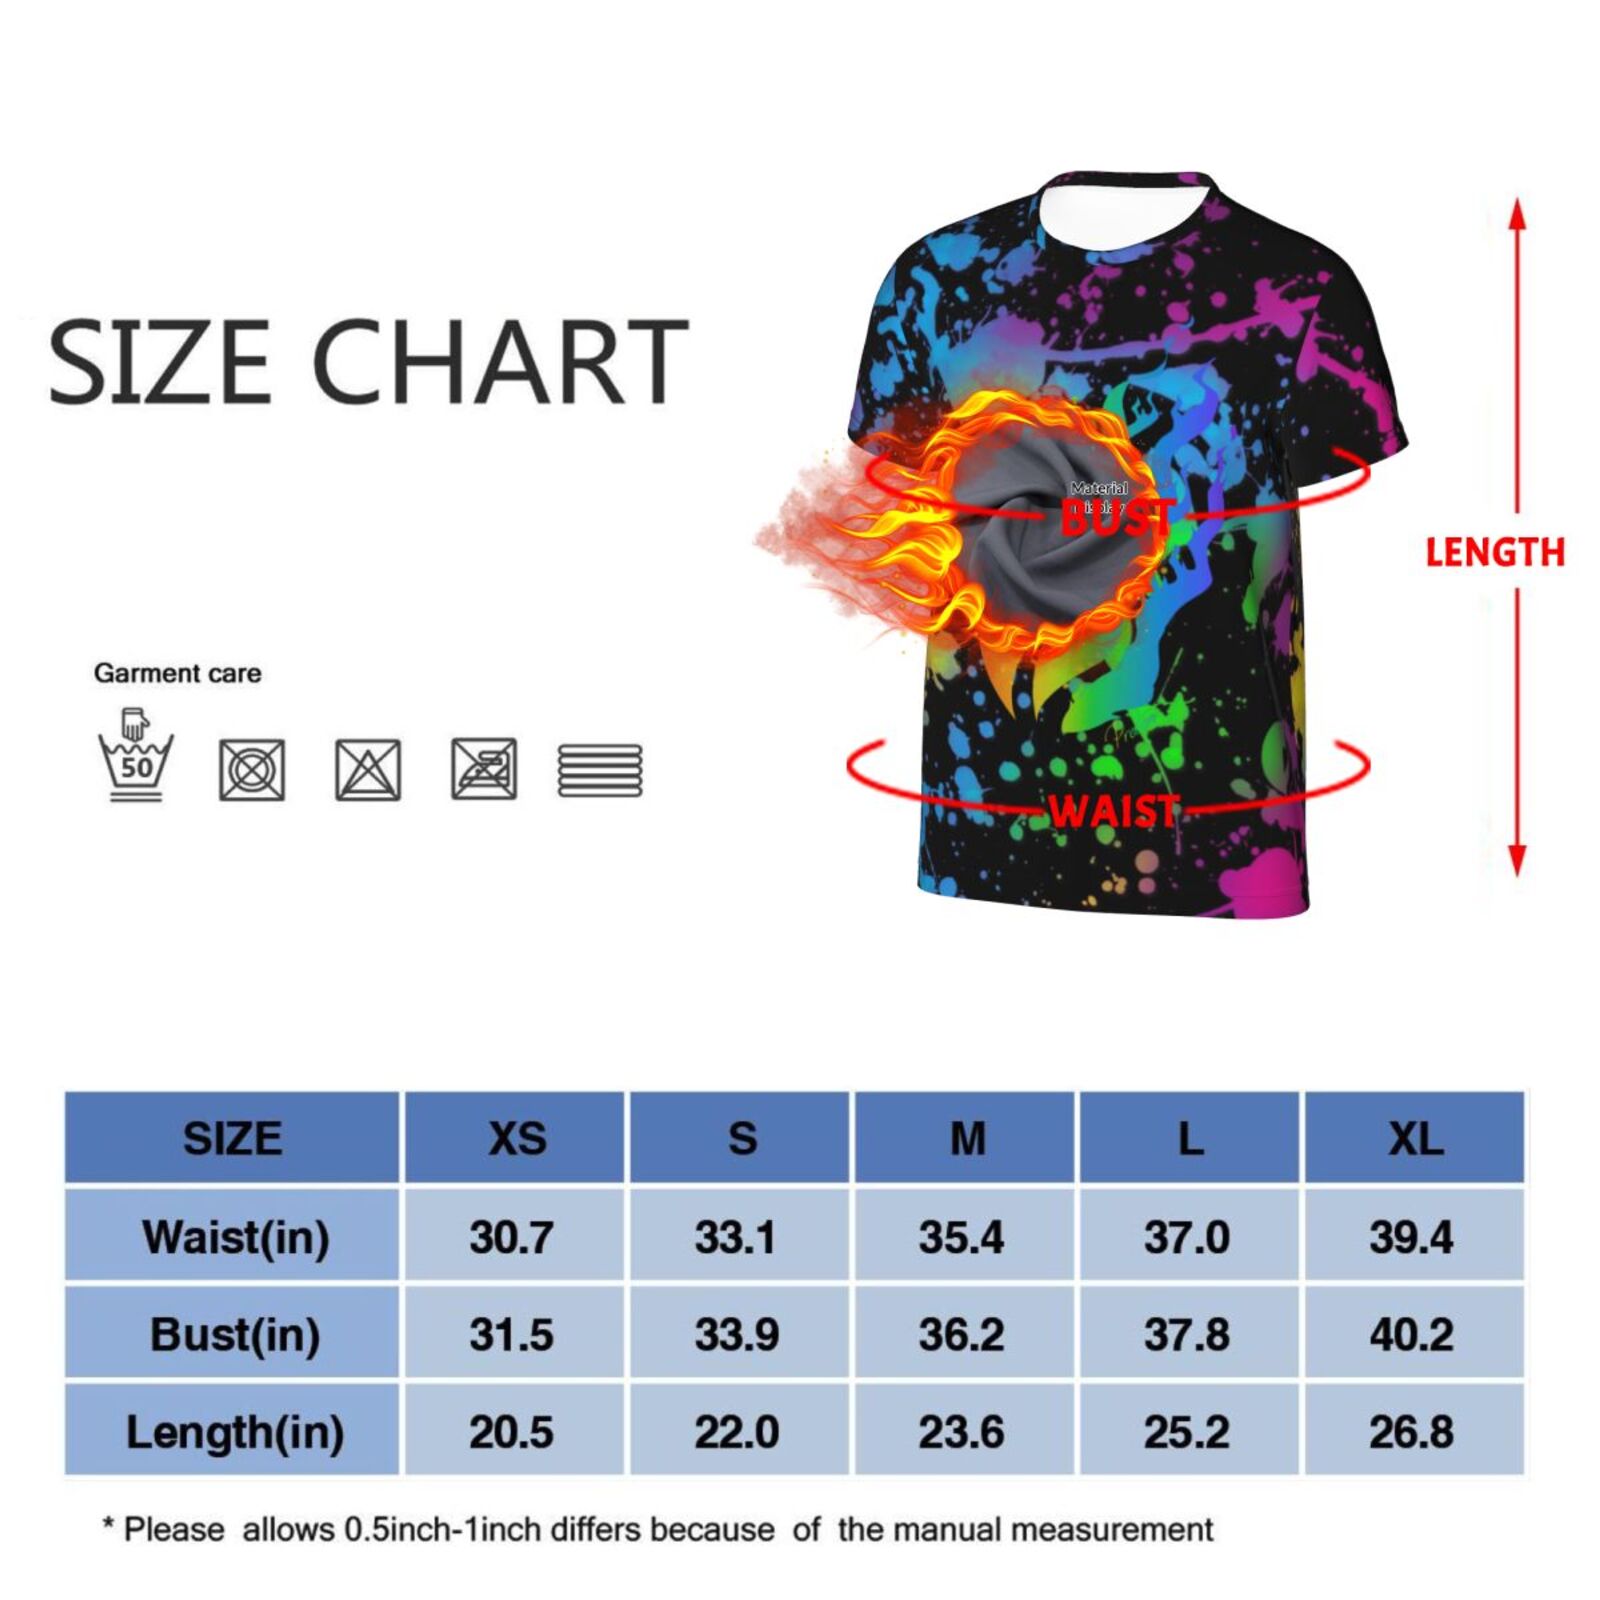 SIZE CHART
Material
BUST
LENGTH
Garment care
50
WAIST
SIZE XS S M L XL
Waist(in) 30.7 33.1 35.4 37.0 39.4
Bust(in) 31.5 33.9 36.2 37.8 40.2
Length(in) 20.5 22.0 23.6 25.2 26.8
* Please allows 0.5inch-1inch differs because of the manual measurement